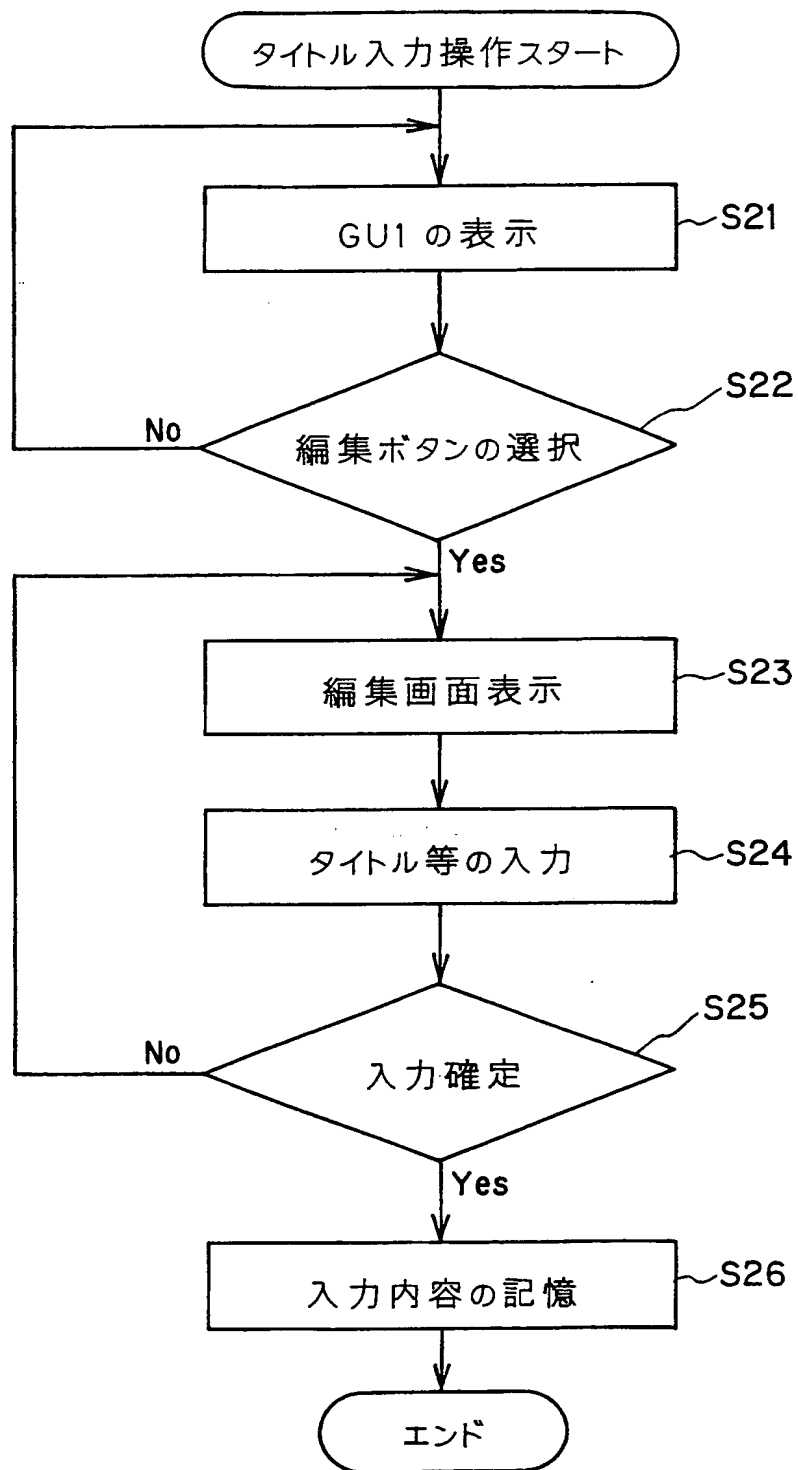 タイトル入力操作スタート
GU1の表示
S21
S22
編集ボタンの選択
No
Yes
編集画面表示
S23
タイトル等の入力
S24
S25
入力確定
No
Yes
入力内容の記憶
S26
エンド